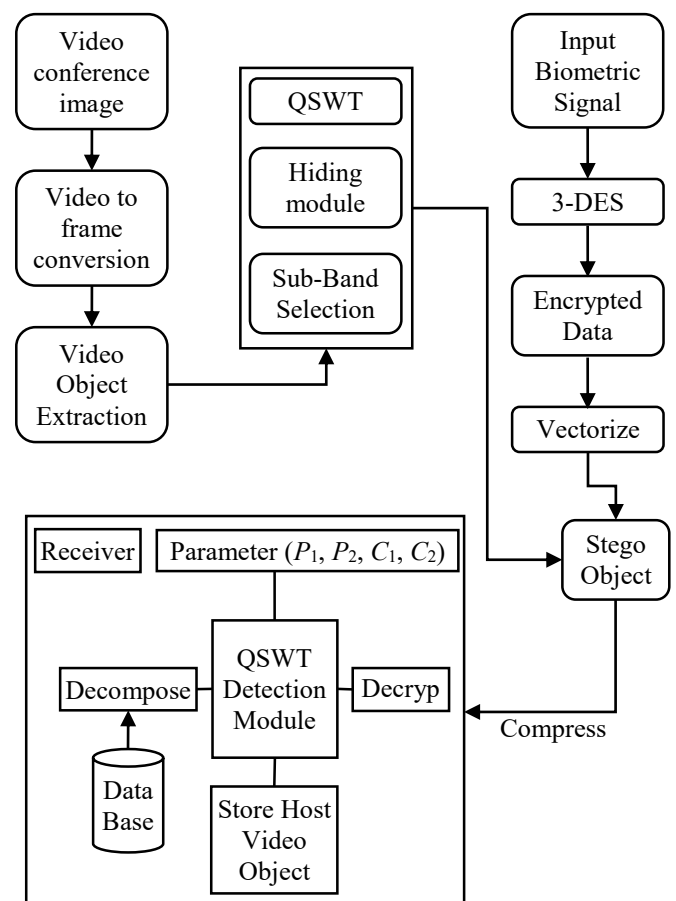 Video
conference
image
Video to
frame
conversion
Video
Object
Extraction
QSWT
Hiding
module
Sub-Band
Selection
Input
Biometric
Signal
3-DES
Encrypted
Data
Vectorize
Stego
Object
Compress
Receiver
Parameter (P₁, P₂, C₁, C₂)
QSWT
Detection
Module
Decompose
Decryp
Data
Base
Store Host
Video
Object